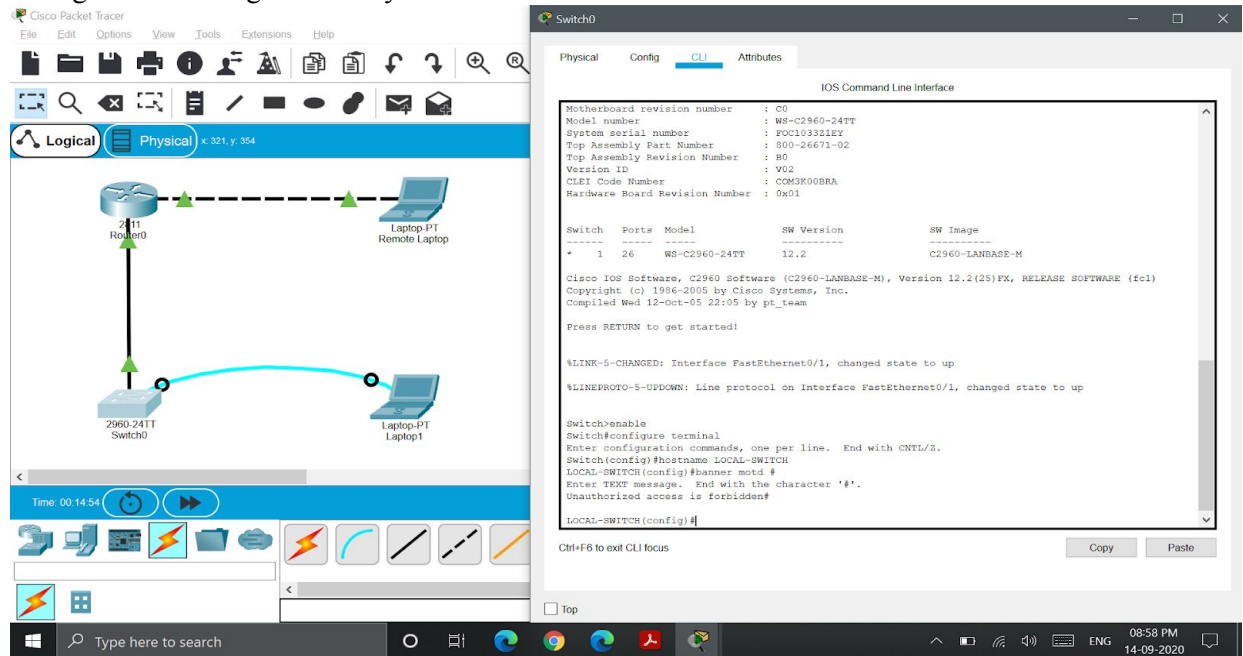 Cisco Packet Tracer
File Edit Options View Tools Extensions Help
Logical
Physical
x: 321, y: 354
2811
Router0
Laptop-PT
Remote Laptop
2960-24TT
Switch0
Laptop-PT
Laptop1
Time: 00:14:54
Switch0
Physical Config CLI Attributes
IOS Command Line Interface
Motherboard revision number : C0
Model number : WS-C2960-24TT
System serial number : FOC1033Z1EY
Top Assembly Part Number : 800-26671-02
Top Assembly Revision Number : B0
Version ID : V02
CLEI Code Number : COM3K00BRA
Hardware Board Revision Number : 0x01
Switch Ports Model SW Version SW Image
------ ----- ----- ---------- ----------
* 1 26 WS-C2960-24TT 12.2 C2960-LANBASE-M
Cisco IOS Software, C2960 Software (C2960-LANBASE-M), Version 12.2(25)FX, RELEASE SOFTWARE (fc1)
Copyright (c) 1986-2005 by Cisco Systems, Inc.
Compiled Wed 12-Oct-05 22:05 by pt_team
Press RETURN to get started!
%LINK-5-CHANGED: Interface FastEthernet0/1, changed state to up
%LINEPROTO-5-UPDOWN: Line protocol on Interface FastEthernet0/1, changed state to up
Switch>enable
Switch#configure terminal
Enter configuration commands, one per line. End with CNTL/Z.
Switch(config)#hostname LOCAL-SWITCH
LOCAL-SWITCH(config)#banner motd #
Enter TEXT message. End with the character '#'.
Unauthorized access is forbidden#
LOCAL-SWITCH(config)#
Ctrl+F6 to exit CLI focus
Copy
Paste
Top
Type here to search
ENG
08:58 PM
14-09-2020